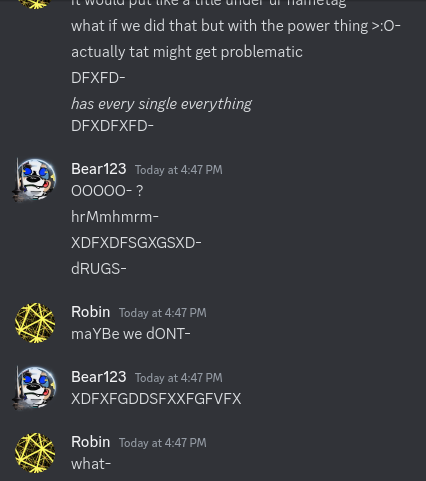 it would put like a title under ur nametag
what if we did that but with the power thing >:O-
actually tat might get problematic
DFXFD-
has every single everything
DFXDFXFD-
Bear123 Today at 4:47 PM
OOOOO- ?
hrMmhmrm-
XDFXDFSGXGSXD-
dRUGS-
Robin Today at 4:47 PM
maYBe we dONT-
Bear123 Today at 4:47 PM
XDFXFGDDSFXXFGFVFX
Robin Today at 4:47 PM
what-